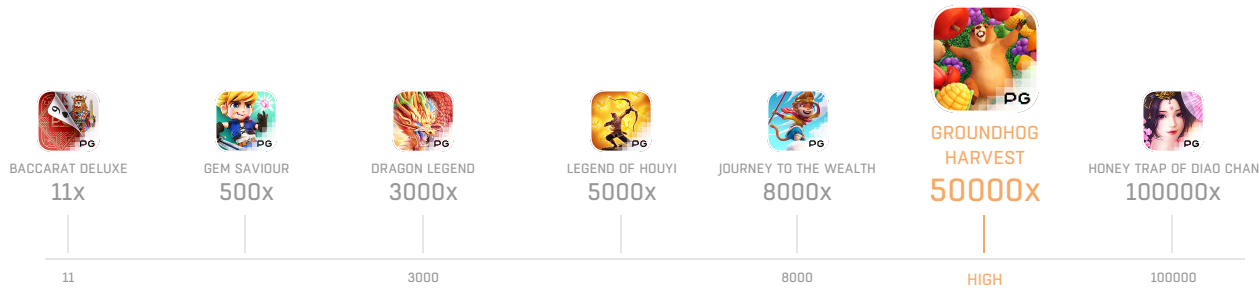 PG
PG
PG
PG
PG
PG
PG
BACCARAT DELUXE
11x
GEM SAVIOUR
500x
DRAGON LEGEND
3000x
LEGEND OF HOUYI
5000x
JOURNEY TO THE WEALTH
8000x
GROUNDHOG
HARVEST
50000x
HONEY TRAP OF DIAO CHAN
100000x
11
3000
8000
HIGH
100000